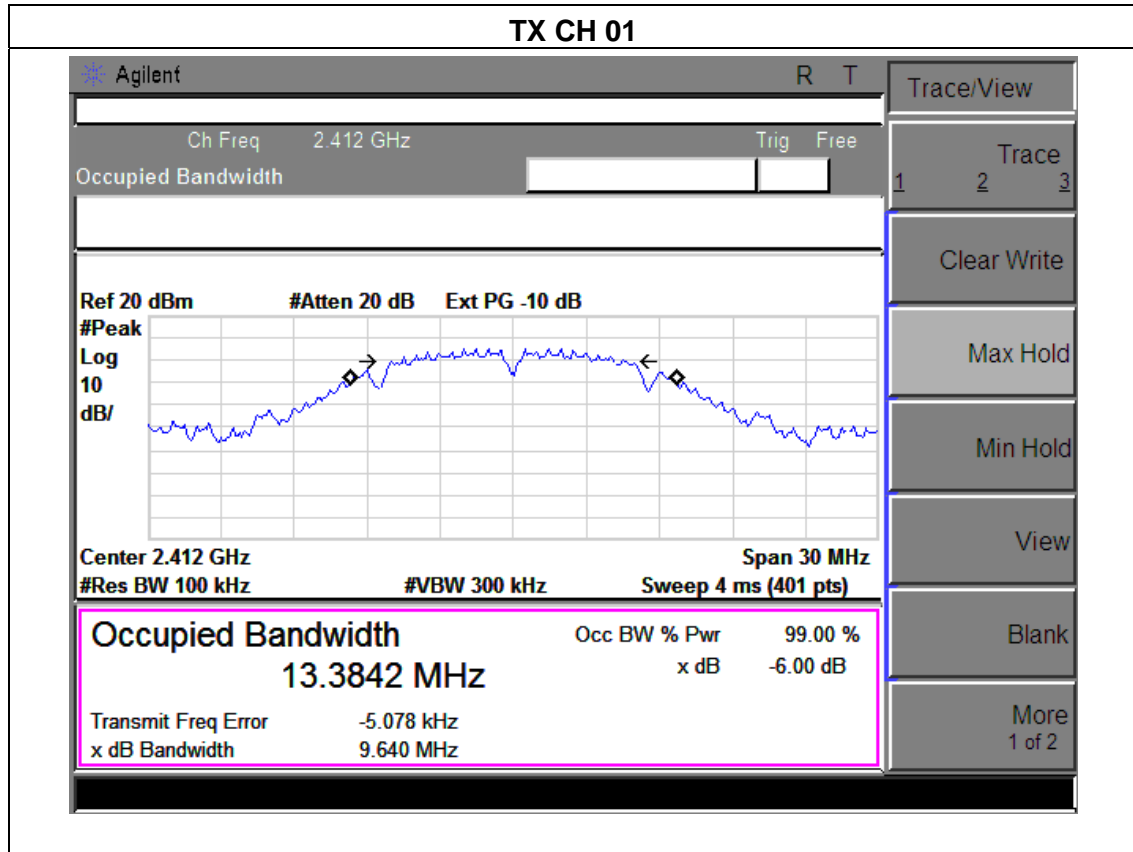 TX CH 01
Agilent R T
Ch Freq 2.412 GHz Trig Free
Occupied Bandwidth
Ref 20 dBm #Atten 20 dB Ext PG -10 dB
#Peak
Log
10
dB/
Center 2.412 GHz Span 30 MHz
#Res BW 100 kHz #VBW 300 kHz Sweep 4 ms (401 pts)
Occupied Bandwidth Occ BW % Pwr 99.00 %
13.3842 MHz x dB -6.00 dB
Transmit Freq Error -5.078 kHz
x dB Bandwidth 9.640 MHz
Trace/View
Trace
1 2 3
Clear Write
Max Hold
Min Hold
View
Blank
More
1 of 2